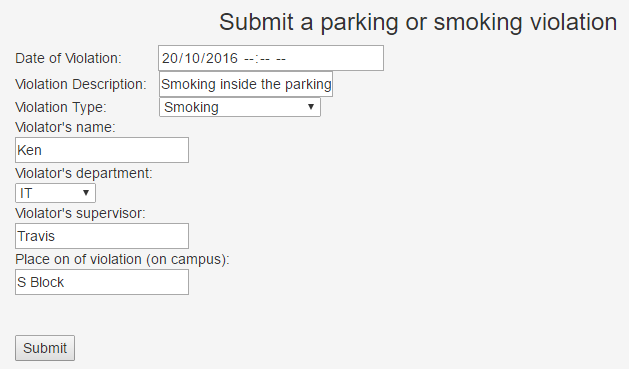 Submit a parking or smoking violation
Date of Violation: 20/10/2016 --:-- --
Violation Description: Smoking inside the parking
Violation Type: Smoking
Violator's name:
Ken
Violator's department:
IT
Violator's supervisor:
Travis
Place on of violation (on campus):
S Block
Submit